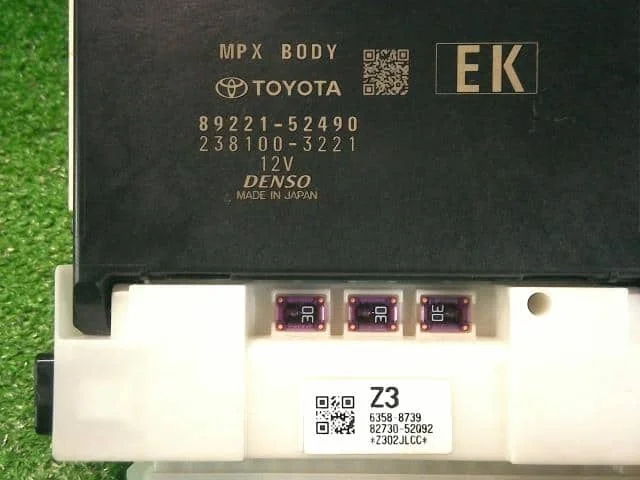 MPX BODY
EK
TOYOTA
89221-52490
238100-3221
12V
DENSO
MADE IN JAPAN
30
30
30
Z3
6358-8739
82730-52Q92
*Z302JLCC*